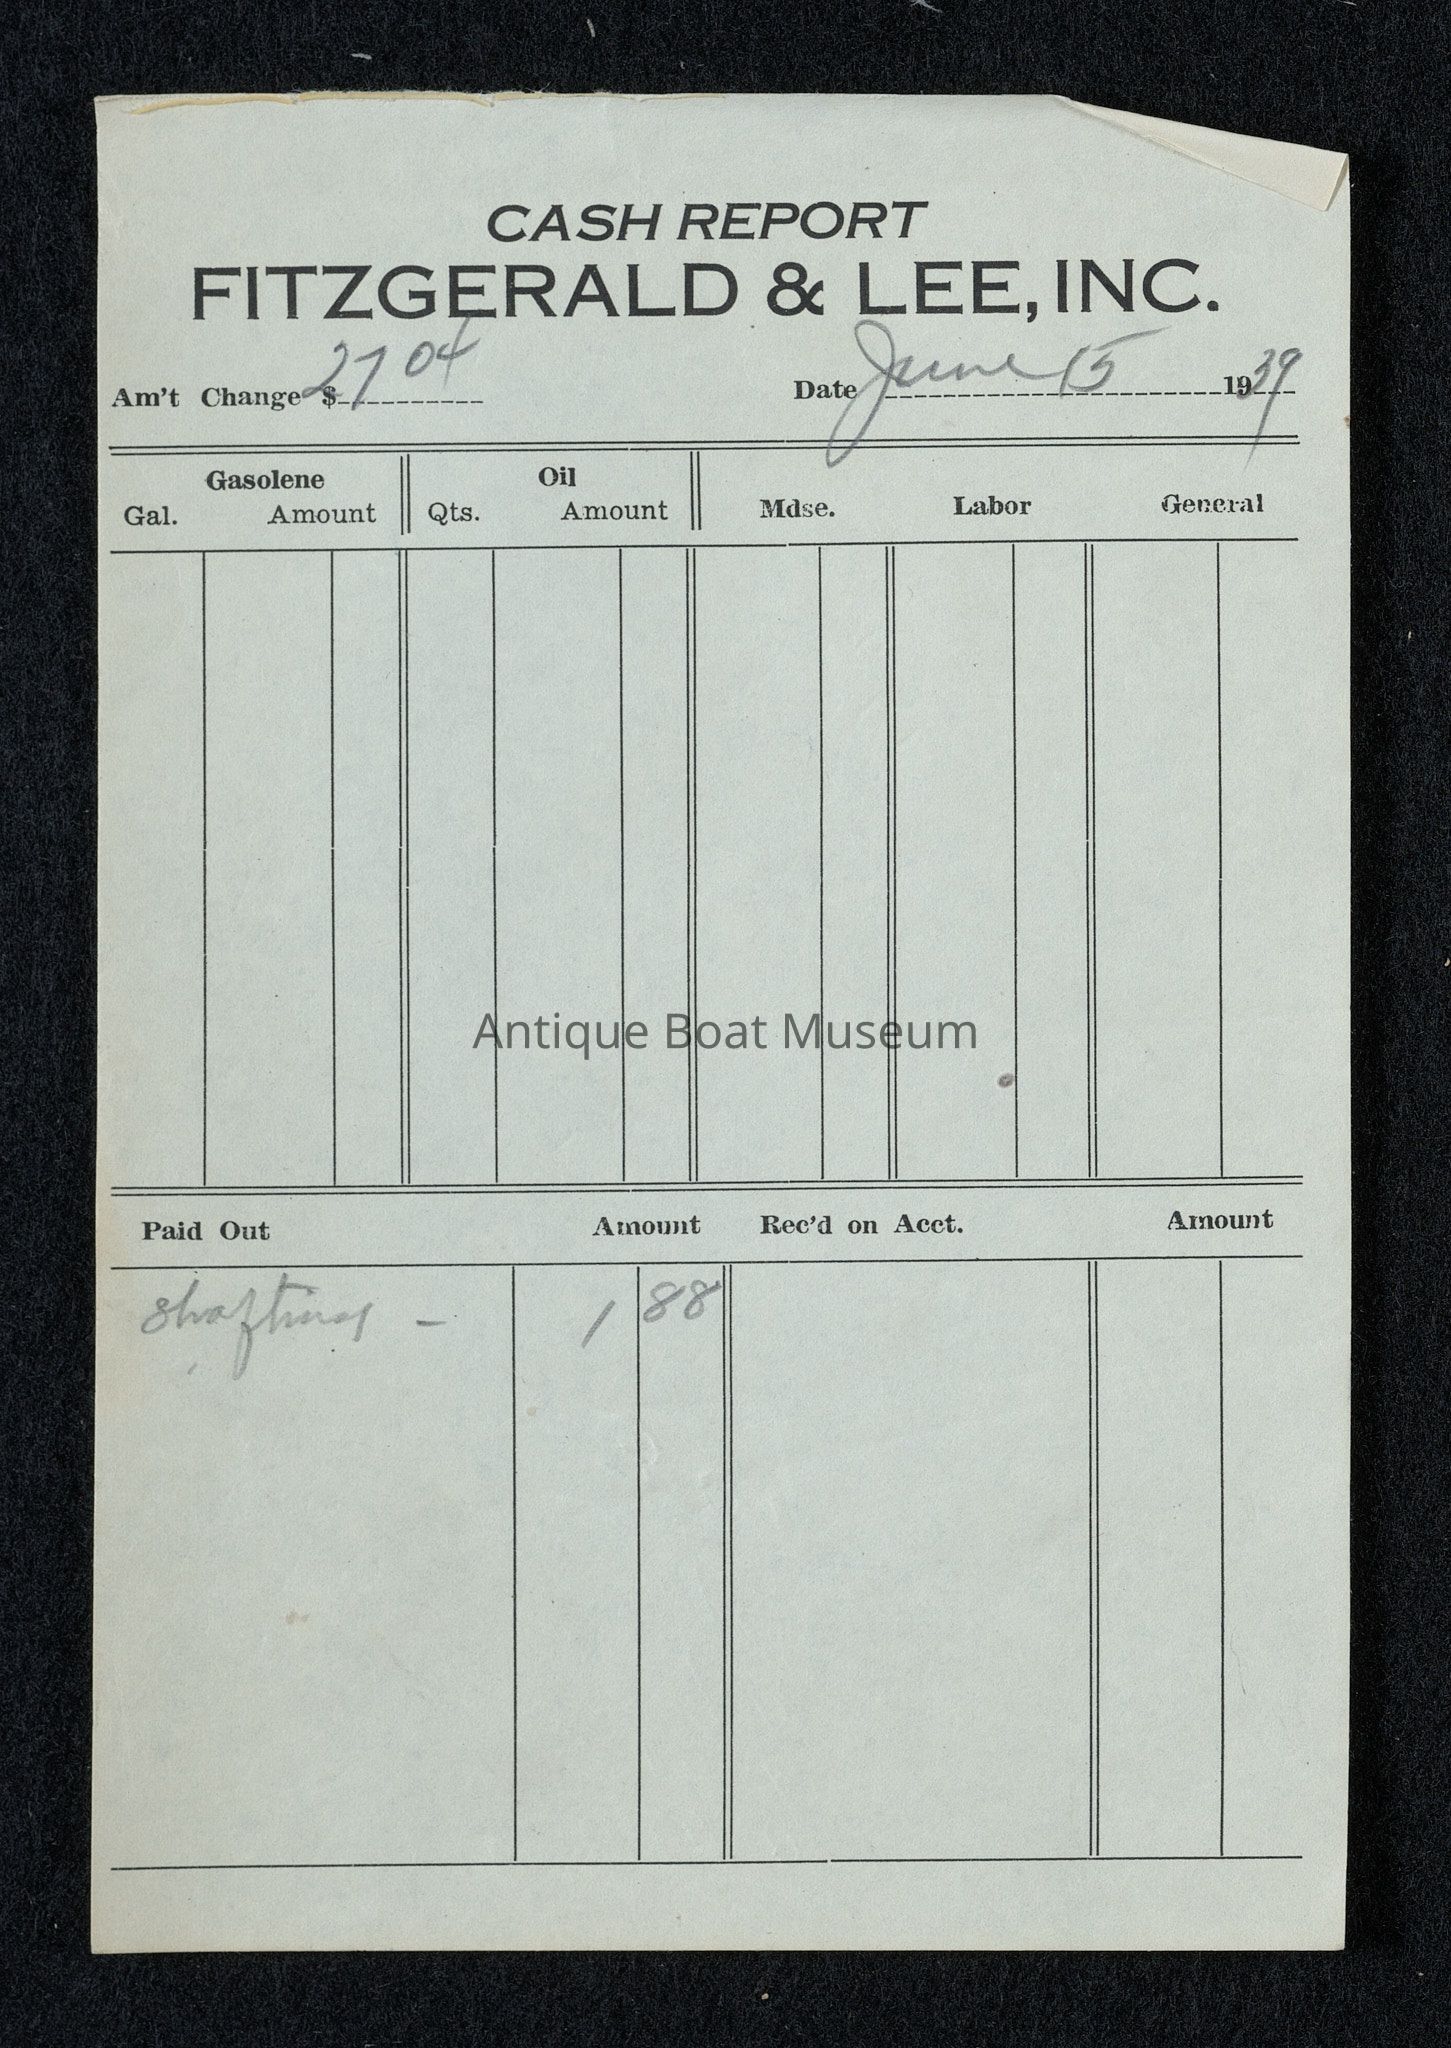 CASH REPORT
FITZGERALD & LEE, INC.
Am't Change $ 27 04 Date June 15 1939
Gasolene Oil
Gal. Amount Qts. Amount Mdse. Labor General
Antique Boat Museum
Paid Out Amount Rec'd on Acct. Amount
shafting - 1 88